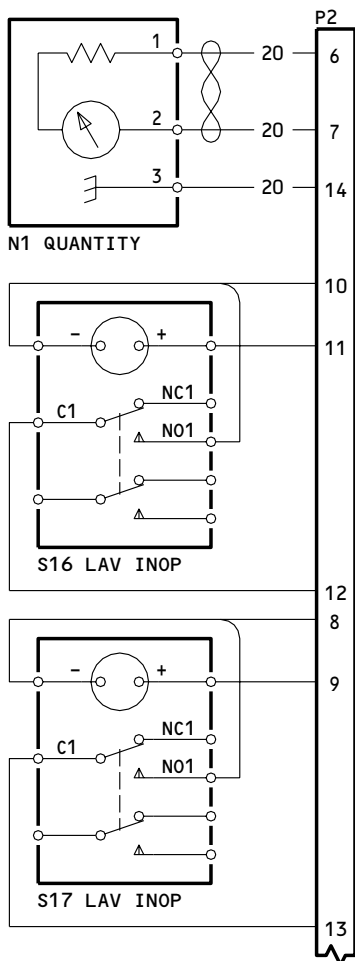 P2
1 20 6
2 20 7
3 20 14
N1 QUANTITY
10
- + 11
NC1
C1
NO1
S16 LAV INOP
12
8
- + 9
NC1
C1
NO1
S17 LAV INOP
13